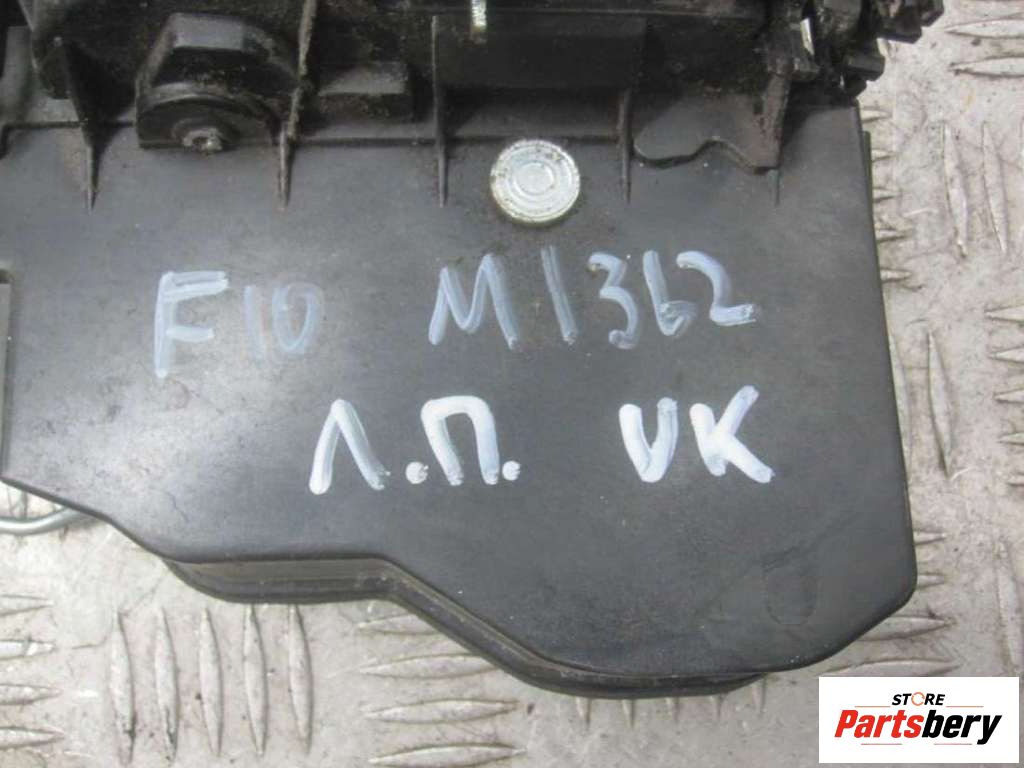 F10 M1362
Л.П. UK
STORE
Partsbery